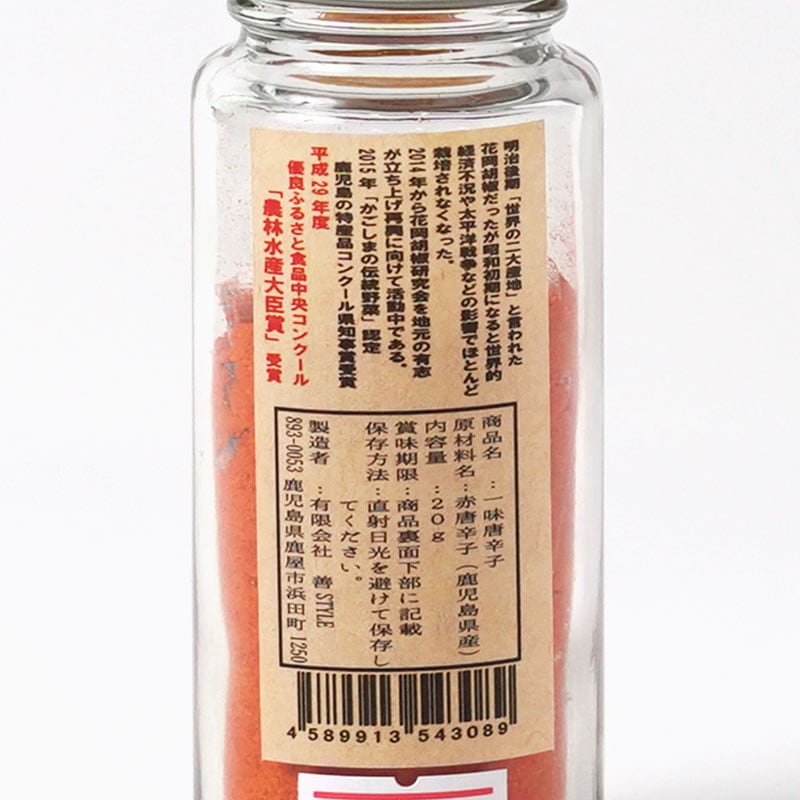 明治後期「世界の二大産地」と言われた
花岡胡椒だったが昭和初期になると世界的
経済不況や太平洋戦争などの影響でほとんど
栽培されなくなった。
2014年から花岡胡椒研究会を地元の有志
が立ち上げ再興に向けて活動中である。
2015年「かごしまの伝統野菜」認定
鹿児島の特産品コンクール県知事賞受賞
平成29年度
優良ふるさと食品中央コンクール
「農林水産大臣賞」受賞
商品名：一味唐辛子
原材料名：赤唐辛子（鹿児島県産）
内容量：20g
賞味期限：商品裏面下部に記載
保存方法：直射日光を避けて保存し
てください。
製造者：有限会社 善STYLE
893-0053 鹿児島県鹿屋市浜田町1250
4 589913 543089